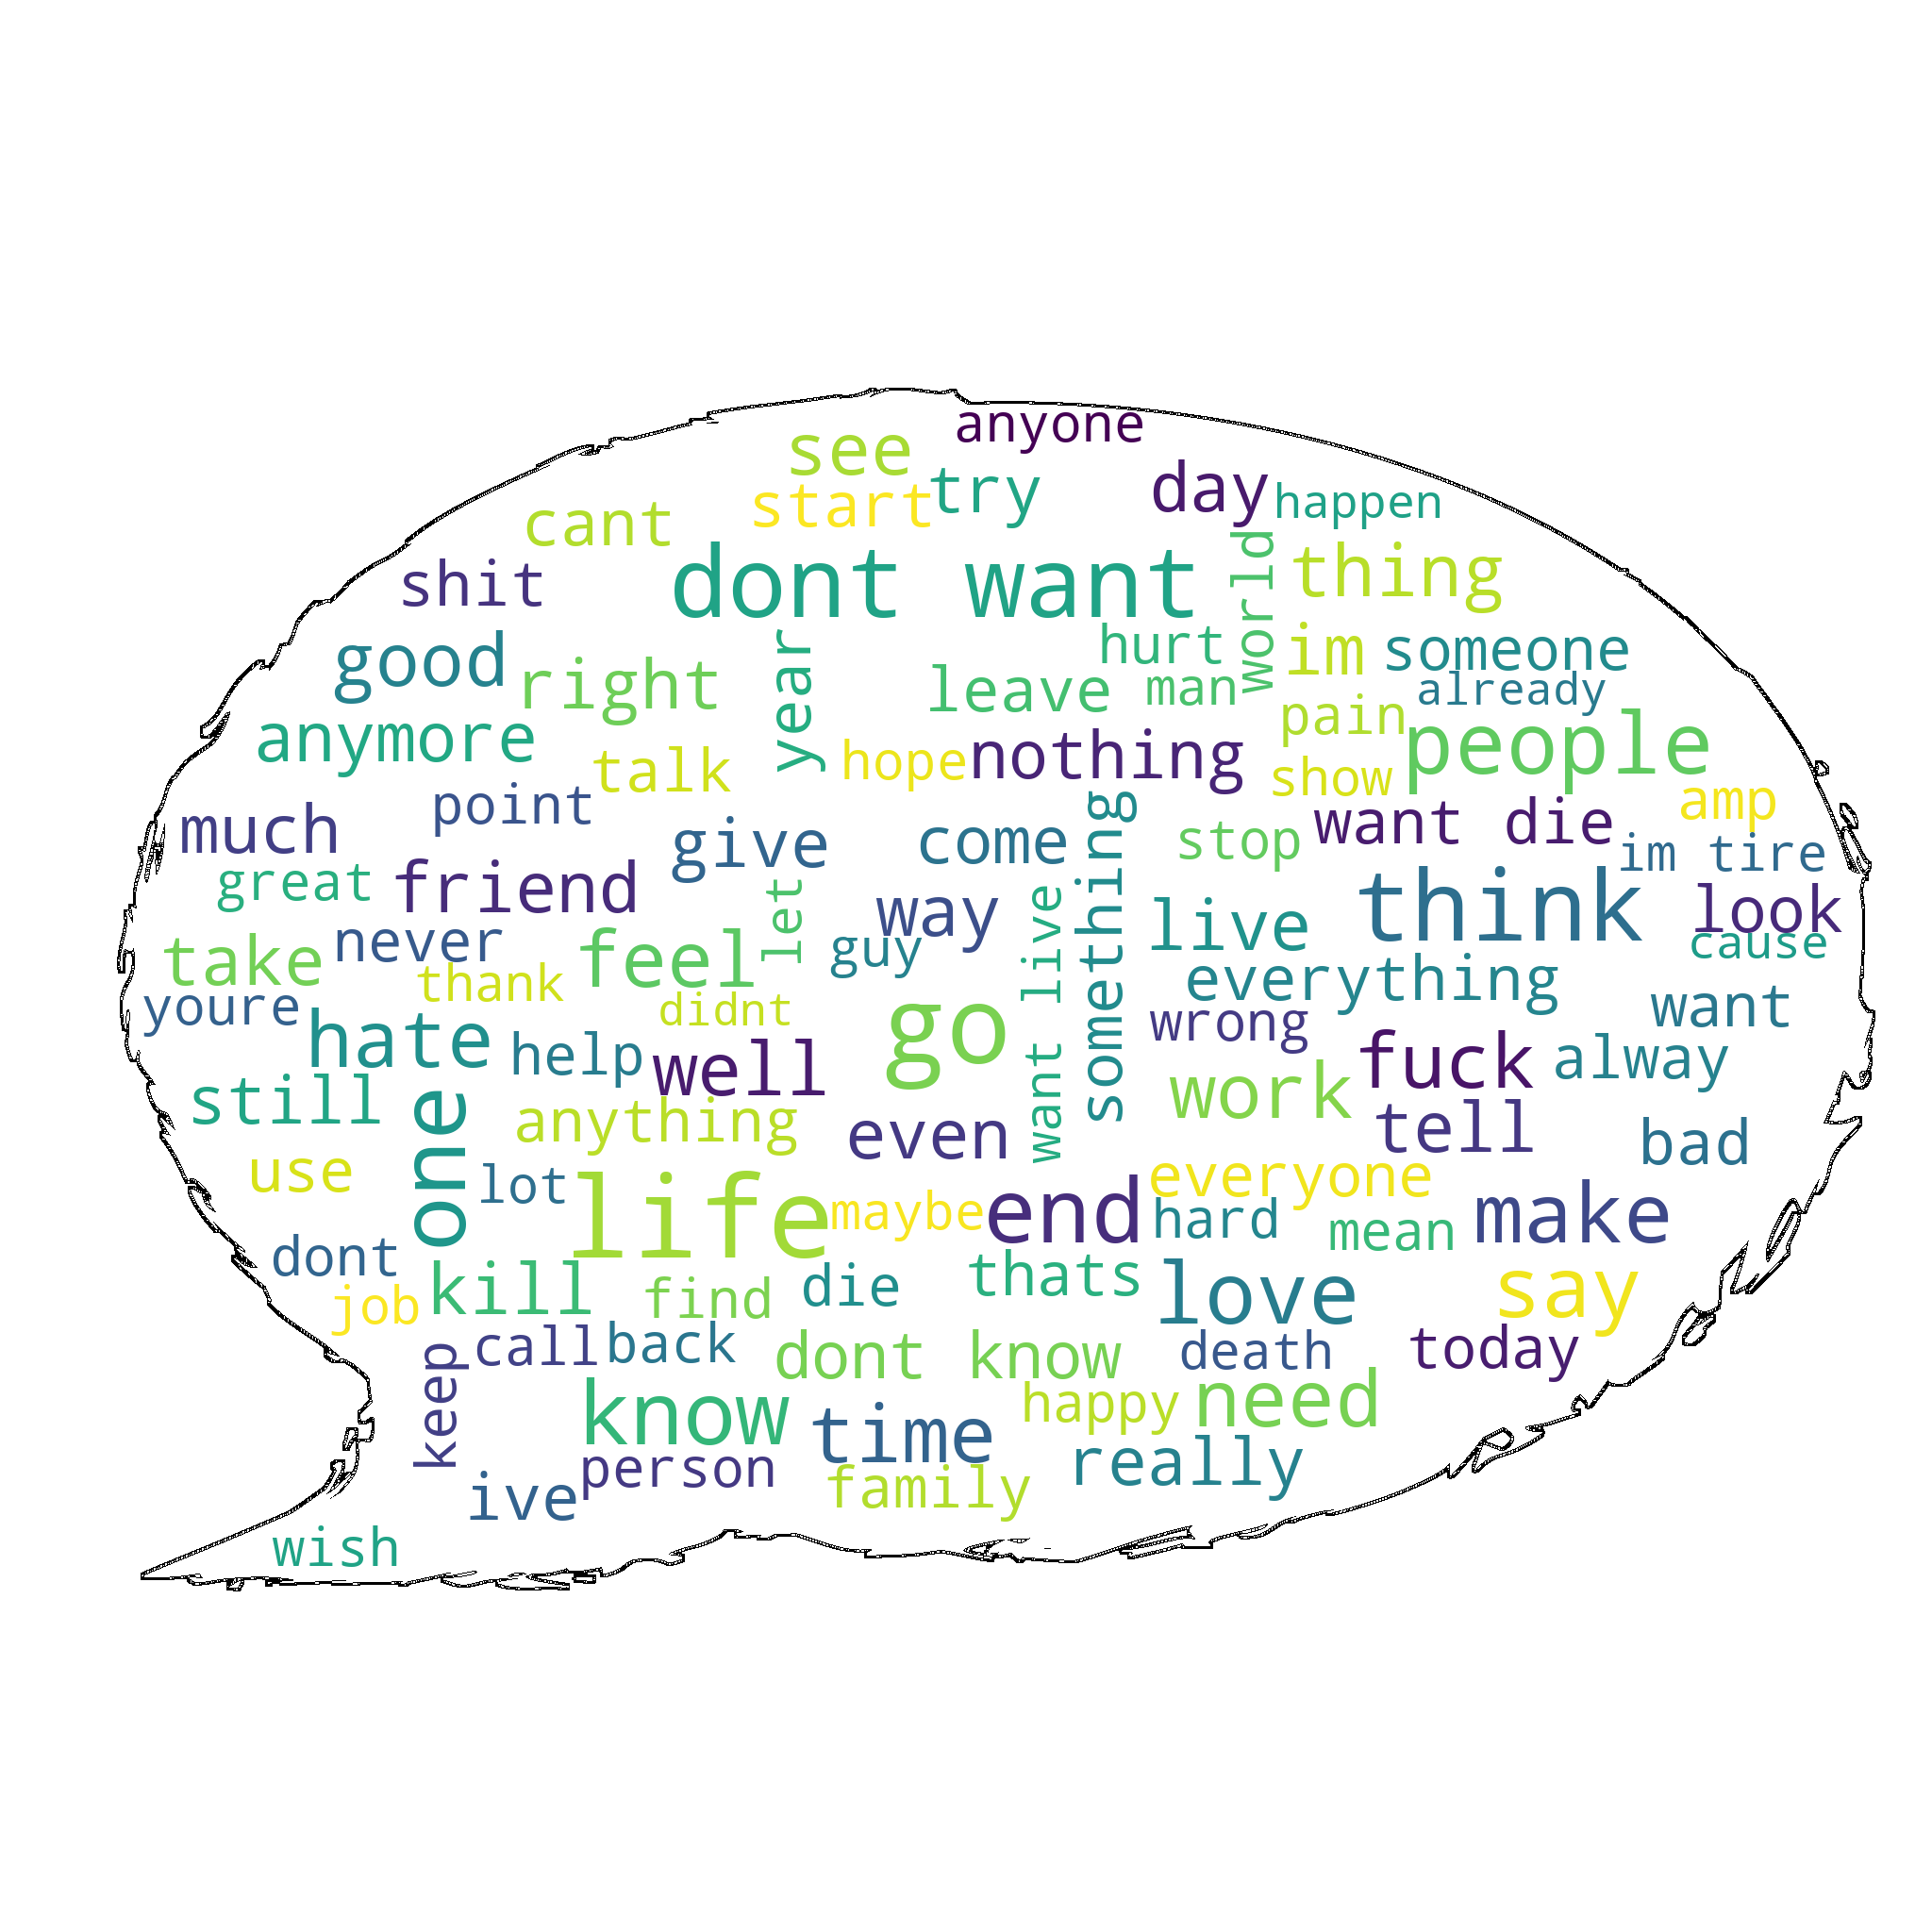 anyone
see
try
day
start
happen
cant
world
thing
dont want
shit
year
hurt
im
someone
good
right
leave
man
already
anymore
pain
people
talk
hope
nothing
show
point
something
amp
much
give
come
stop
want die
im tire
great
friend
let
want live
way
live
think
look
take
never
feel
guy
cause
thank
everything
youre
didnt
go
wrong
want
hate
help
well
fuck
alway
still
one
anything
even
work
tell
bad
use
lot
life
maybe
end
everyone
hard
mean
make
dont
job
kill
find
die
thats
love
say
keep
call
back
dont know
death
today
know
time
happy
need
person
family
really
ive
wish